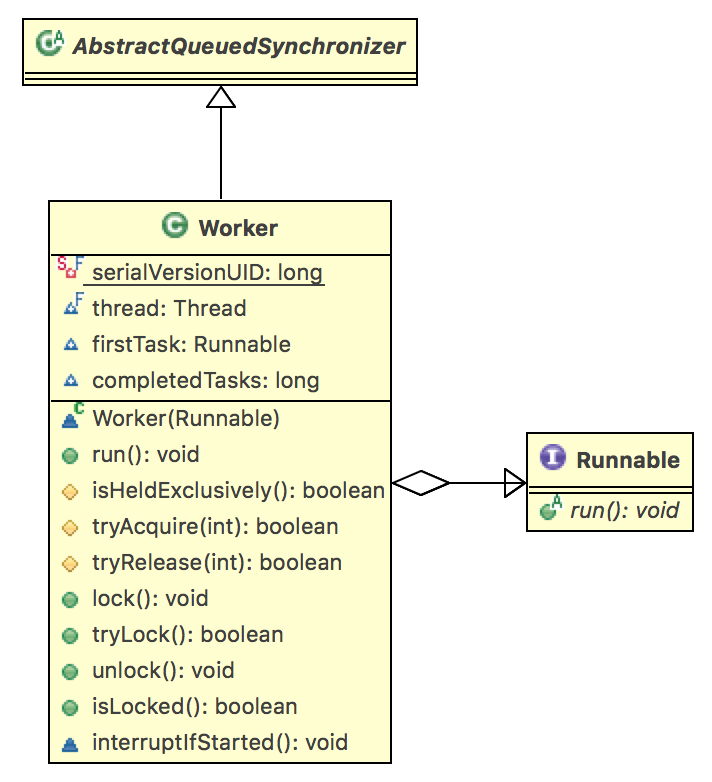 AbstractQueuedSynchronizer
Worker
serialVersionUID: long
thread: Thread
firstTask: Runnable
completedTasks: long
Worker(Runnable)
run(): void
isHeldExclusively(): boolean
tryAcquire(int): boolean
tryRelease(int): boolean
lock(): void
tryLock(): boolean
unlock(): void
isLocked(): boolean
interruptIfStarted(): void
Runnable
run(): void